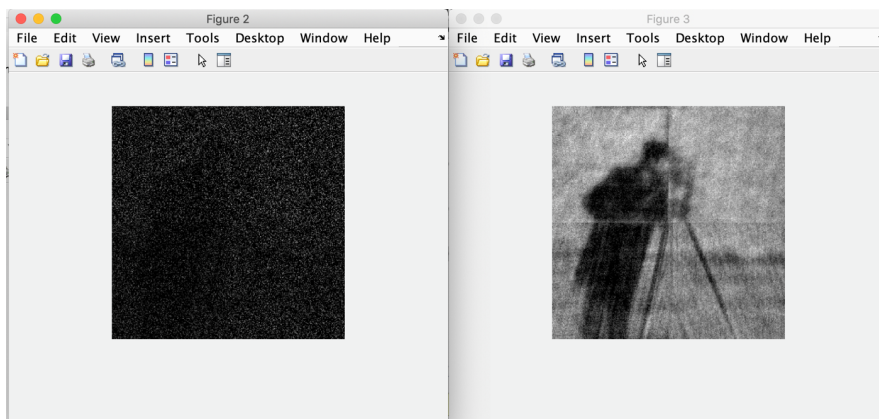 Figure 2
File Edit View Insert Tools Desktop Window Help
Figure 3
File Edit View Insert Tools Desktop Window Help